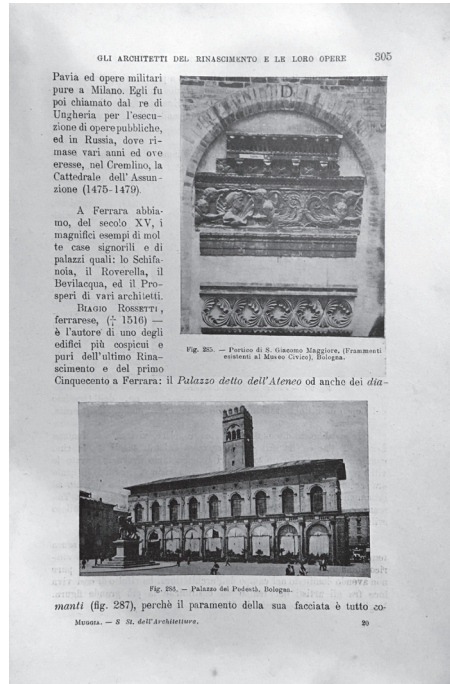 GLI ARCHITETTI DEL RINASCIMENTO E LE LORO OPERE 305
Pavia ed opere militari
pure a Milano. Egli fu
poi chiamato dal re di
Ungheria per l'esecu-
zione di opere pubbliche,
ed in Russia, dove ri-
mase vari anni ed ove
eresse, nel Cremlino, la
Cattedrale dell'Assun-
zione (1475-1479).
A Ferrara abbia-
mo, del secolo XV, i
magnifici esempi di mol
te case signorili e di
palazzi quali: lo Schifa-
noia, il Roverella, il
Bevilacqua, ed il Pro-
speri di vari architetti.
BIAGIO ROSSETTI,
ferrarese, († 1516) —
è l'autore di uno degli
edifici più cospicui e
puri dell'ultimo Rina-
scimento e del primo
D
Fig. 285. — Portico di S. Giacomo Maggiore, (Frammenti
esistenti al Museo Civico), Bologna.
Cinquecento a Ferrara: il Palazzo detto dell'Ateneo od anche dei dia-
Fig. 286. — Palazzo dei Podestà, Bologna.
manti (fig. 287), perchè il paramento della sua facciata è tutto co-
MUGGIA. — S St. dell'Architettura. 20